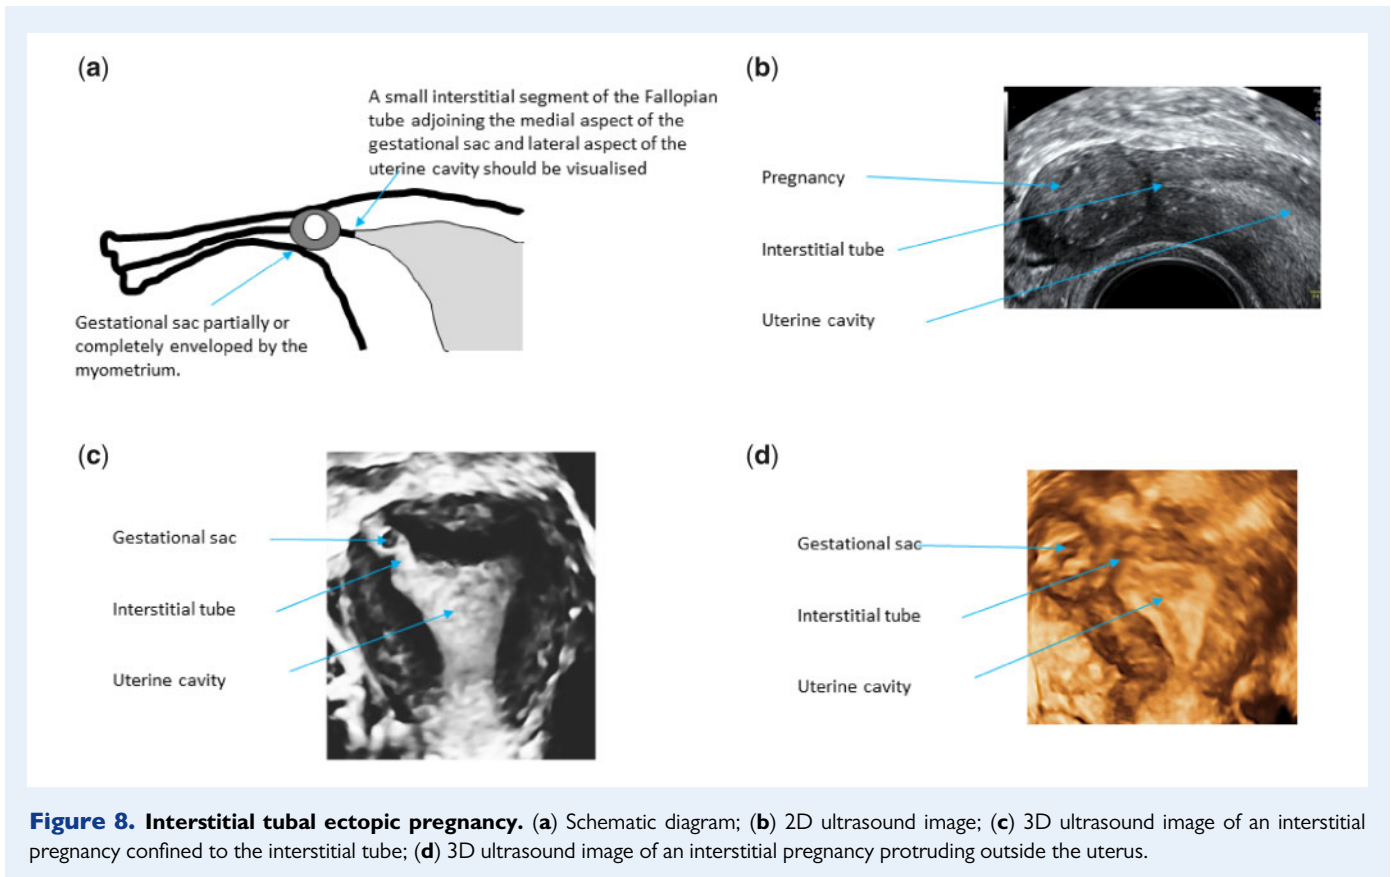 (a)
A small interstitial segment of the Fallopian
tube adjoining the medial aspect of the
gestational sac and lateral aspect of the
uterine cavity should be visualised
Gestational sac partially or
completely enveloped by the
myometrium.
(b)
Pregnancy
Interstitial tube
Uterine cavity
(c)
Gestational sac
Interstitial tube
Uterine cavity
(d)
Gestational sac
Interstitial tube
Uterine cavity
Figure 8. Interstitial tubal ectopic pregnancy. (a) Schematic diagram; (b) 2D ultrasound image; (c) 3D ultrasound image of an interstitial
pregnancy confined to the interstitial tube; (d) 3D ultrasound image of an interstitial pregnancy protruding outside the uterus.